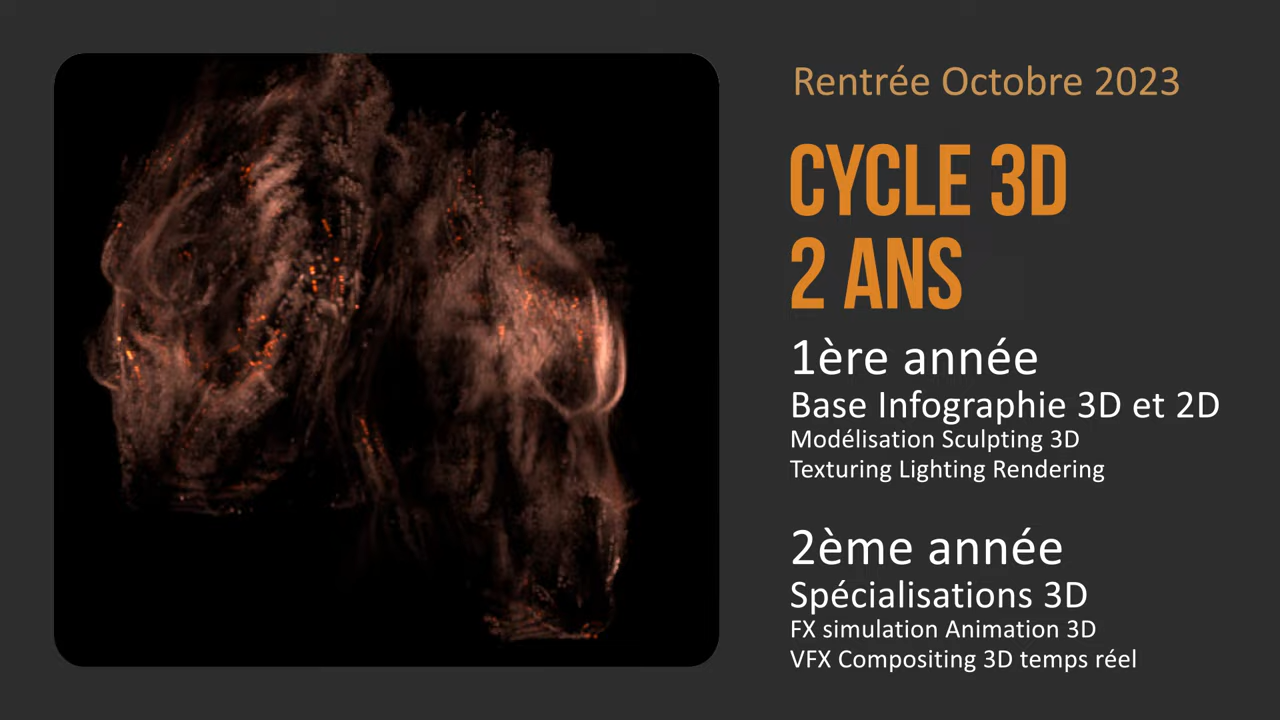 Rentrée Octobre 2023
CYCLE 3D
2 ANS
1ère année
Base Infographie 3D et 2D
Modélisation Sculpting 3D
Texturing Lighting Rendering
2ème année
Spécialisations 3D
FX simulation Animation 3D
VFX Compositing 3D temps réel